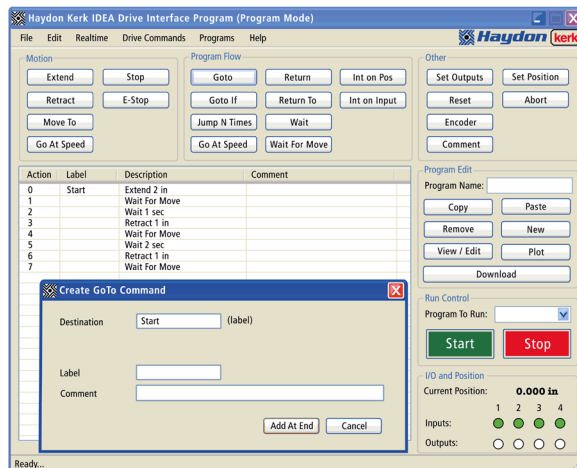 Haydon Kerk IDEA Drive Interface Program (Program Mode)
File Edit Realtime Drive Commands Programs Help
Haydon kerk
Motion
Extend Stop
Retract E-Stop
Move To
Go At Speed
Program Flow
Goto Return Int on Pos
Goto If Return To Int on Input
Jump N Times Wait
Go At Speed Wait For Move
Other
Set Outputs Set Position
Reset Abort
Encoder
Comment
Action Label Description Comment
0 Start Extend 2 in
1 Wait For Move
2 Wait 1 sec
3 Retract 1 in
4 Wait For Move
5 Wait 2 sec
6 Retract 1 in
7 Wait For Move
Program Edit
Program Name:
Copy Paste
Remove New
View / Edit Plot
Download
Create GoTo Command
Destination Start (label)
Label
Comment
Add At End Cancel
Run Control
Program To Run:
Start Stop
I/O and Position
Current Position: 0.000 in
1 2 3 4
Inputs:
Outputs:
Ready...